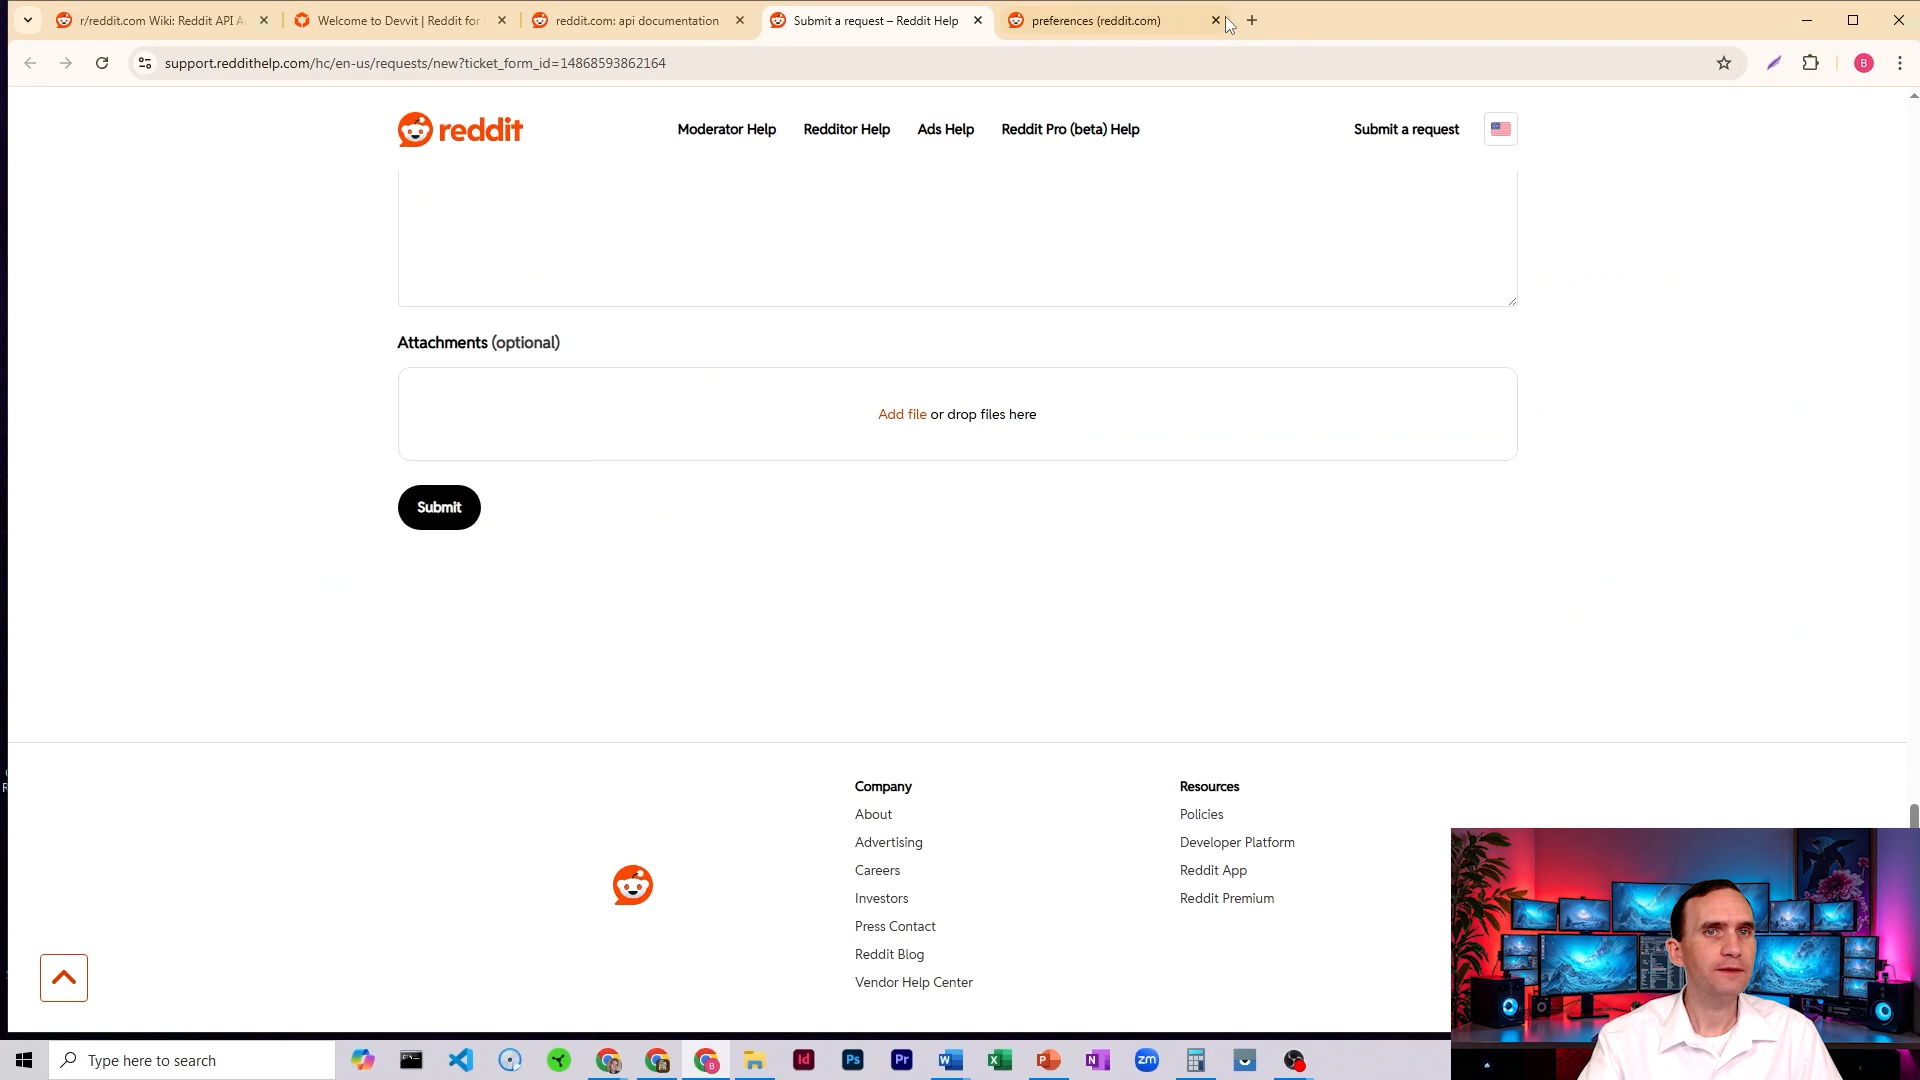 r/reddit.com Wiki: Reddit API A
Welcome to Devvit | Reddit for
reddit.com: api documentation
Submit a request – Reddit Help
preferences (reddit.com)
support.reddithelp.com/hc/en-us/requests/new?ticket_form_id=14868593862164
B
reddit
Moderator Help
Redditor Help
Ads Help
Reddit Pro (beta) Help
Submit a request
Attachments (optional)
Add file or drop files here
Submit
Company
About
Advertising
Careers
Investors
Press Contact
Reddit Blog
Vendor Help Center
Resources
Policies
Developer Platform
Reddit App
Reddit Premium
Type here to search
B
Id
Ps
Pr
W
X
P
N
zm